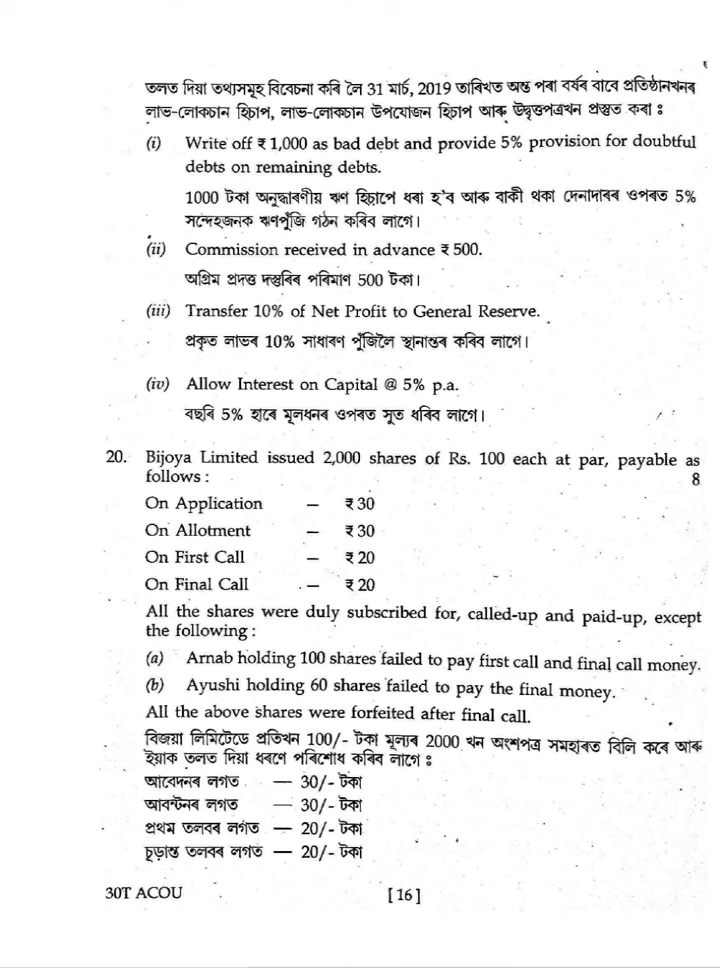 তলত দিয়া তথ্যসমূহ বিবেচনা কৰি লৈ 31 মাৰ্চ, 2019 তাৰিখত অন্ত পৰা বৰ্ষৰ বাবে প্ৰতিষ্ঠানখনৰ
লাভ-লোকচান হিচাপ, লাভ-লোকচান উপযোজন হিচাপ আৰু উদ্বৃত্তপত্ৰখন প্ৰস্তুত কৰা ঃ
(i) Write off ₹ 1,000 as bad debt and provide 5% provision for doubtful
debts on remaining debts.
1000 টকা অনুদ্ধাৰণীয় ঋণ হিচাপে ধৰা হ'ব আৰু বাকী থকা দেনাদাৰৰ ওপৰত 5%
সন্দেহজনক ঋণপুঁজি গঠন কৰিব লাগে।
(ii) Commission received in advance ₹ 500.
অগ্ৰিম প্ৰদত্ত দস্তুৰিৰ পৰিমাণ 500 টকা।
(iii) Transfer 10% of Net Profit to General Reserve.
প্ৰকৃত লাভৰ 10% সাধাৰণ পুঁজিলৈ স্থানান্তৰ কৰিব লাগে।
(iv) Allow Interest on Capital @ 5% p.a.
বছৰি 5% হাৰে মূলধনৰ ওপৰত সুত ধৰিব লাগে।
20. Bijoya Limited issued 2,000 shares of Rs. 100 each at par, payable as
follows : 8
On Application – ₹ 30
On Allotment – ₹ 30
On First Call – ₹ 20
On Final Call – ₹ 20
All the shares were duly subscribed for, called-up and paid-up, except
the following :
(a) Arnab holding 100 shares failed to pay first call and final call money.
(b) Ayushi holding 60 shares failed to pay the final money.
All the above shares were forfeited after final call.
বিজয়া লিমিটেডে প্ৰতিখন 100/- টকা মূল্যৰ 2000 খন অংশপত্ৰ সমহাৰত বিলি কৰে আৰু
ইয়াক তলত দিয়া ধৰণে পৰিশোধ কৰিব লাগে ঃ
আবেদনৰ লগত — 30/- টকা
আবন্টনৰ লগত — 30/- টকা
প্ৰথম তলবৰ লগত — 20/- টকা
চূড়ান্ত তলবৰ লগত — 20/- টকা
30T ACOU [ 16 ]